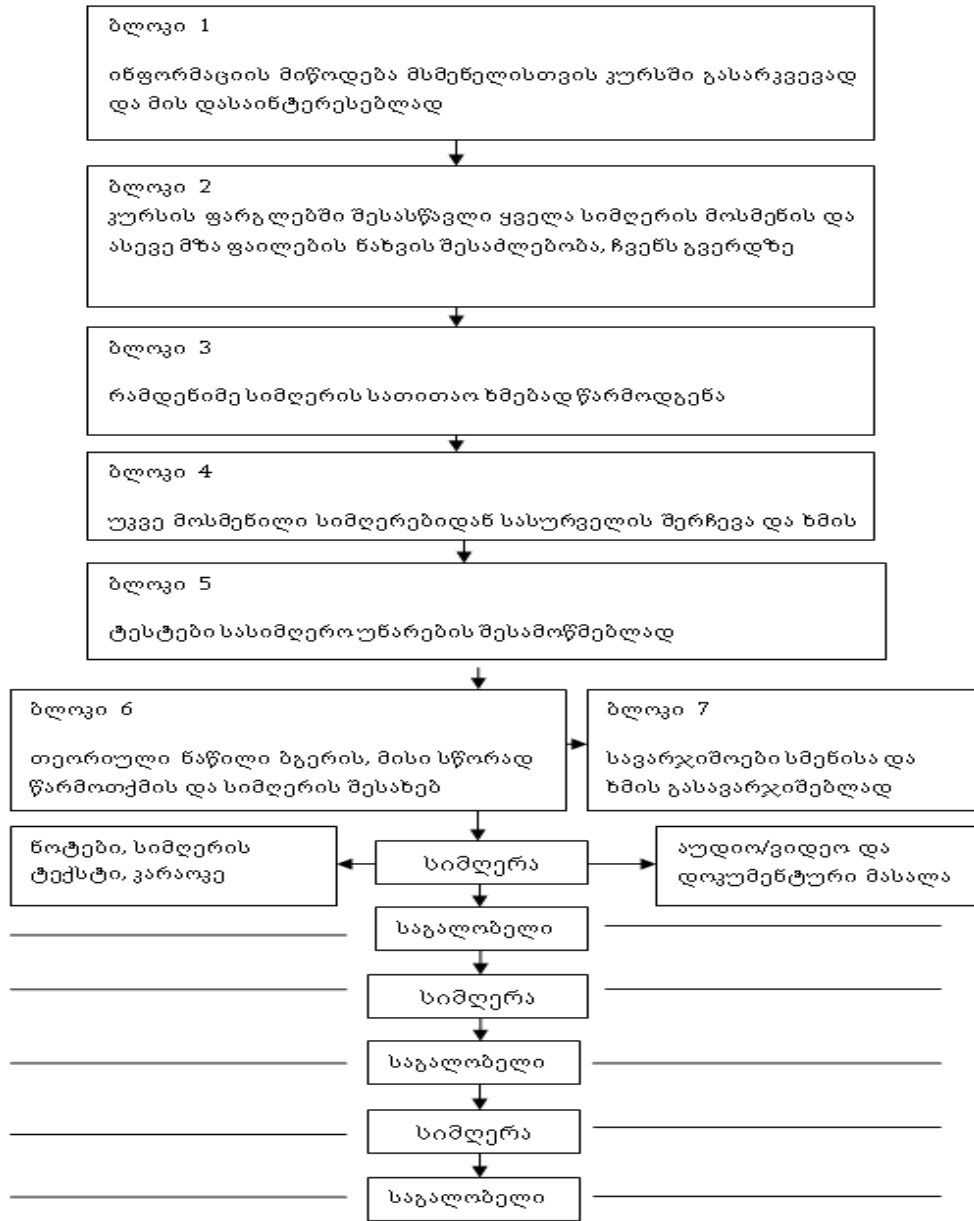 ბლოკი 1
ინფორმაციის მიწოდება მსმენელისთვის კურსში გასარკვევად
და მის დასაინტერესებლად
ბლოკი 2
კურსის ფარგლებში შესასწავლი ყველა სიმღერის მოსმენის და
ასევე მზა ფაილების ნახვის შესაძლებობა, ჩვენს გვერდზე
ბლოკი 3
რამდენიმე სიმღერის სათითაო ხმებად წარმოდგენა
ბლოკი 4
უკვე მოსმენილი სიმღერებიდან სასურველის შერჩევა და ხმის
ბლოკი 5
ტესტები სასიმღერო უნარების შესამოწმებლად
ბლოკი 6
თეორიული ნაწილი ბგერის, მისი სწორად
წარმოთქმის და სიმღერის შესახებ
ბლოკი 7
სავარჯიშოები სმენისა და
ხმის გასავარჯიშებლად
ნოტები, სიმღერის
ტექსტი, კარაოკე
სიმღერა
აუდიო/ვიდეო და
დოკუმენტური მასალა
საგალობელი
სიმღერა
საგალობელი
სიმღერა
საგალობელი